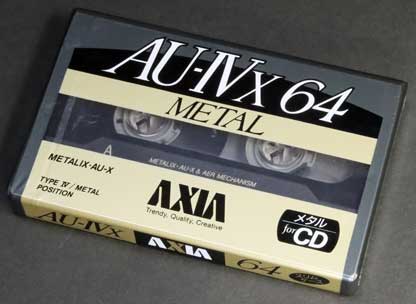 AU-IVX 64
METAL
A
METALIX·AU-X & AER MECHANISM
METALIX·AU-X
TYPE IV/METAL
POSITION
AXIA
Trendy, Quality, Creative
メタル
for CD
AU-IVX AXIA 64